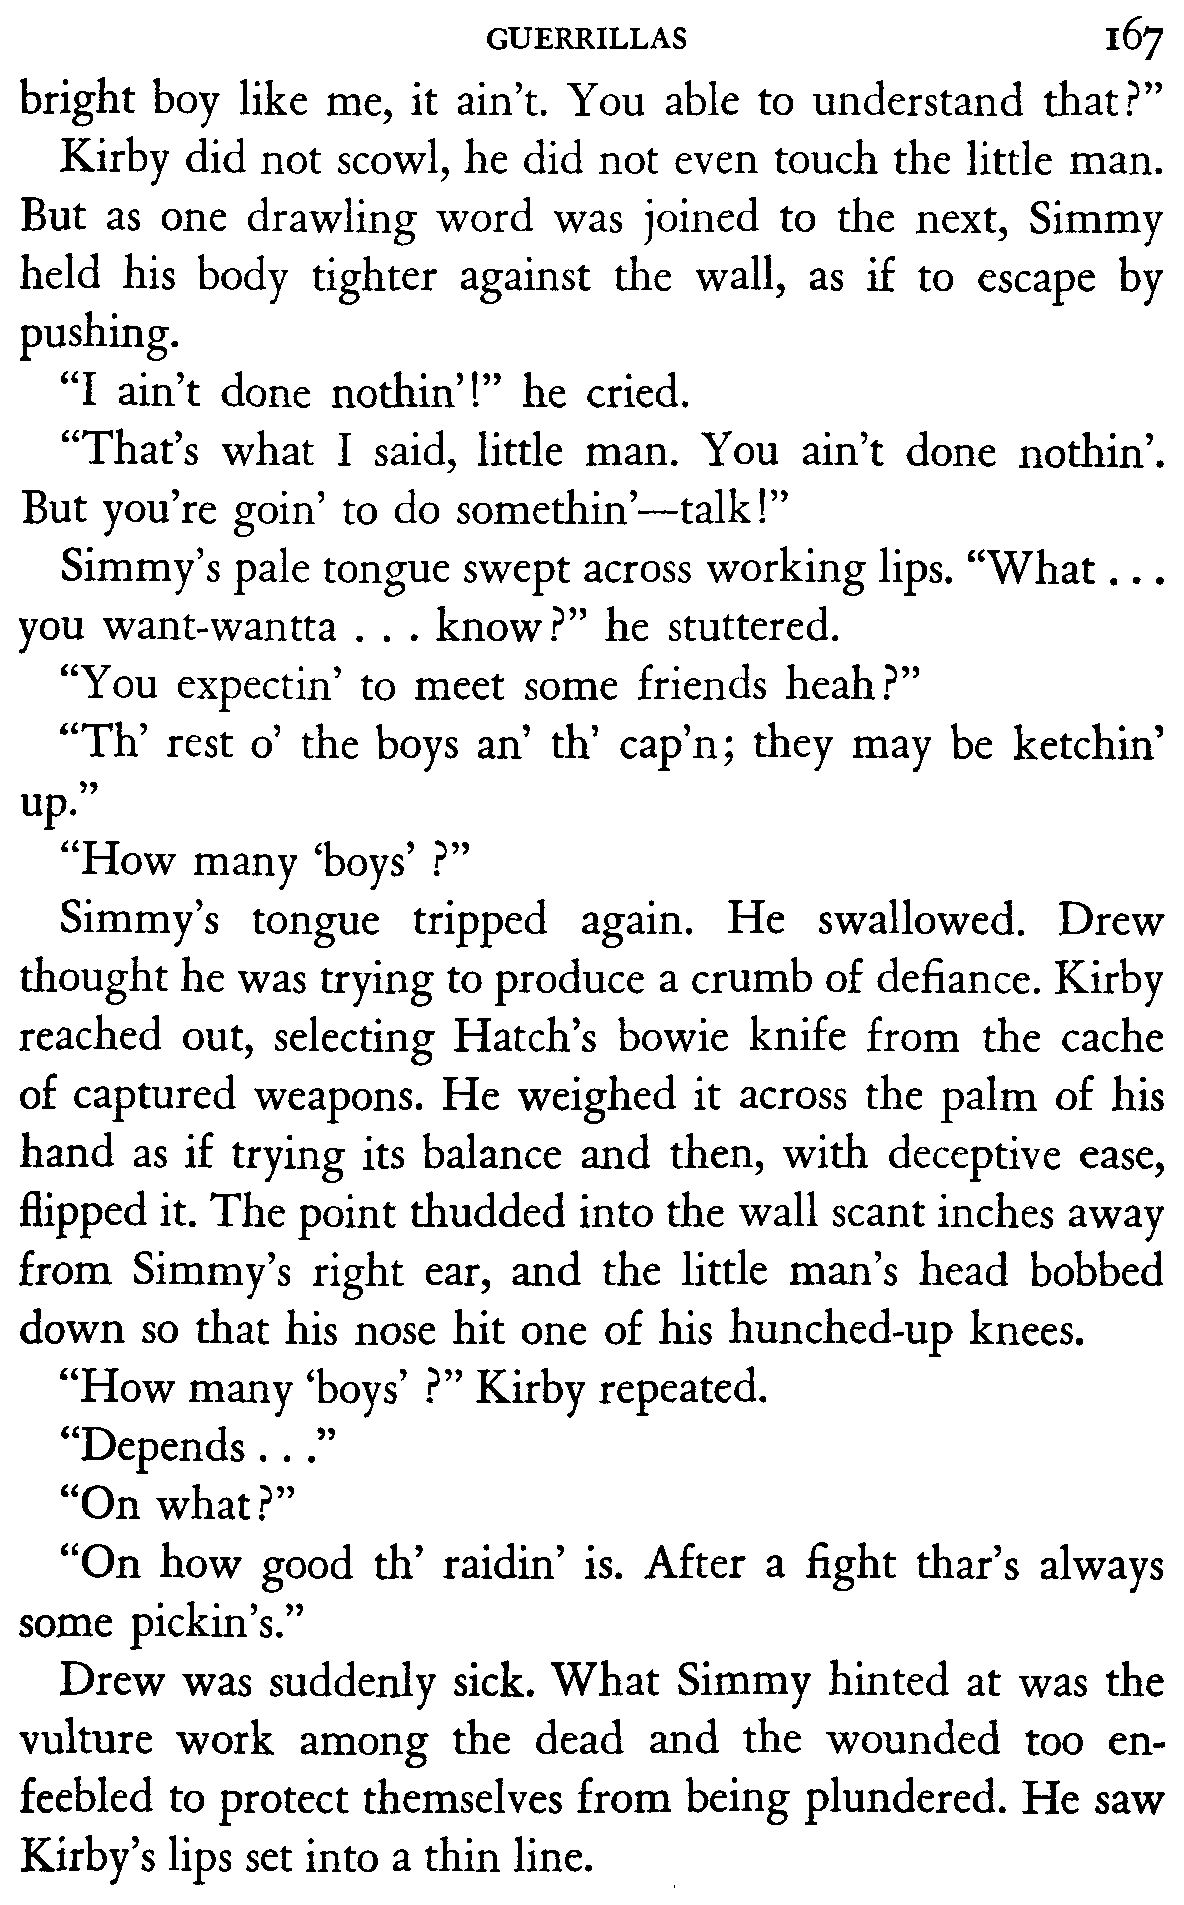 GUERRILLAS 167
bright boy like me, it ain't. You able to understand that?”
Kirby did not scowl, he did not even touch the little man.
But as one drawling word was joined to the next, Simmy
held his body tighter against the wall, as if to escape by
pushing.
“I ain't done nothin'!” he cried.
“That's what I said, little man. You ain't done nothin'.
But you're goin' to do somethin'—talk!”
Simmy's pale tongue swept across working lips. “What . . .
you want-wantta . . . know?” he stuttered.
“You expectin' to meet some friends heah?”
“Th' rest o' the boys an' th' cap'n; they may be ketchin'
up.”
“How many ‘boys’ ?”
Simmy's tongue tripped again. He swallowed. Drew
thought he was trying to produce a crumb of defiance. Kirby
reached out, selecting Hatch's bowie knife from the cache
of captured weapons. He weighed it across the palm of his
hand as if trying its balance and then, with deceptive ease,
flipped it. The point thudded into the wall scant inches away
from Simmy's right ear, and the little man's head bobbed
down so that his nose hit one of his hunched-up knees.
“How many ‘boys’ ?” Kirby repeated.
“Depends . . .”
“On what?”
“On how good th' raidin' is. After a fight thar's always
some pickin's.”
Drew was suddenly sick. What Simmy hinted at was the
vulture work among the dead and the wounded too en-
feebled to protect themselves from being plundered. He saw
Kirby's lips set into a thin line.